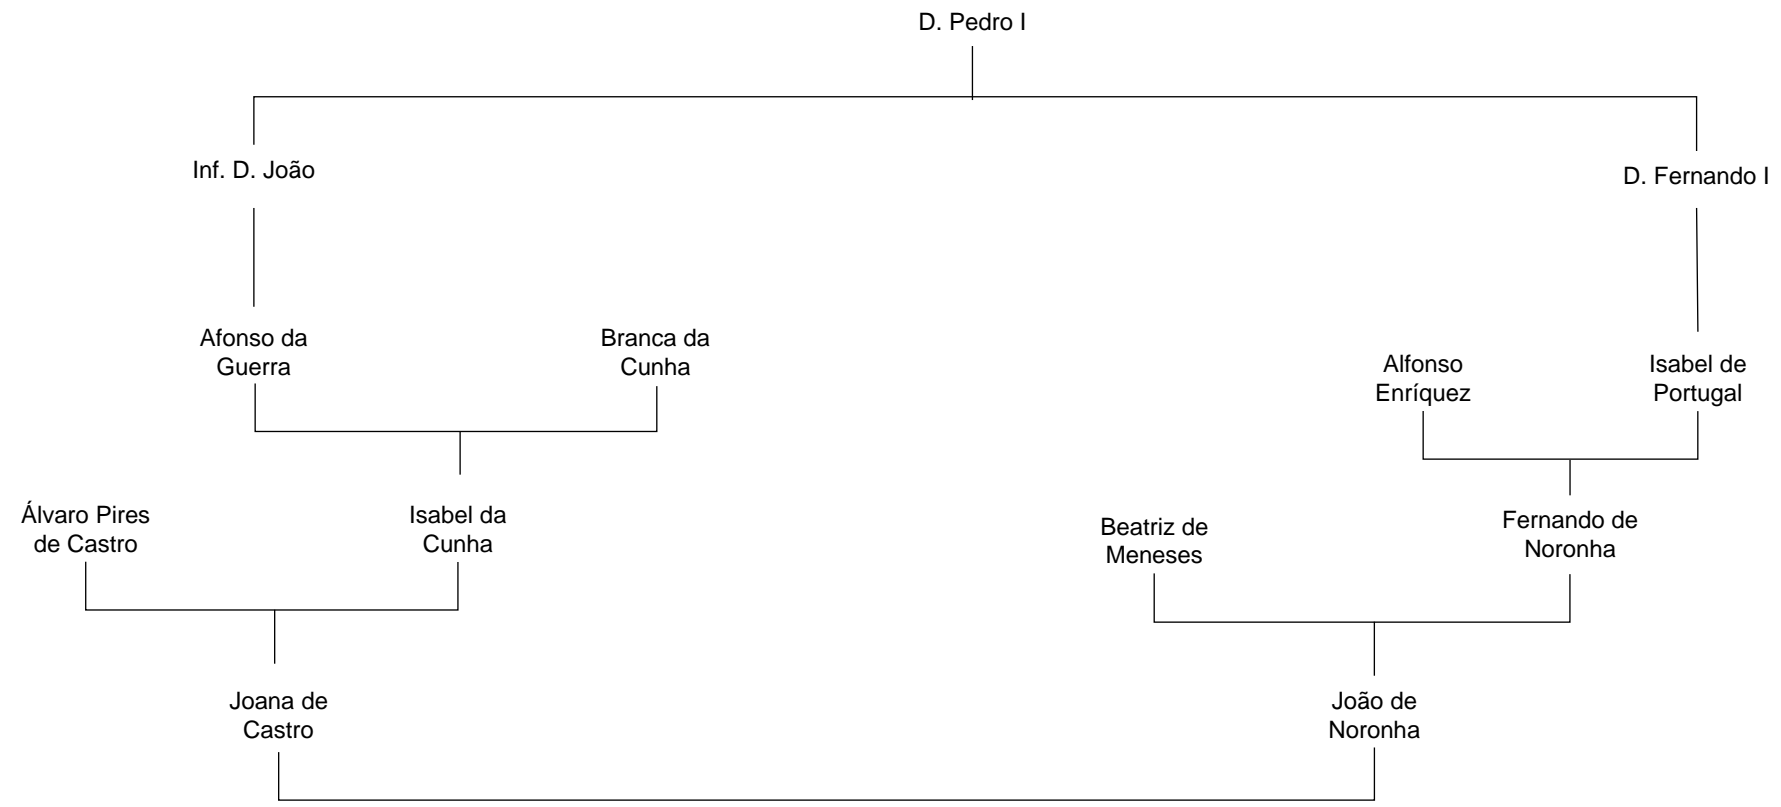 D. Pedro I
Inf. D. João
D. Fernando I
Afonso da
Guerra
Branca da
Cunha
Alfonso
Enríquez
Isabel de
Portugal
Álvaro Pires
de Castro
Isabel da
Cunha
Beatriz de
Meneses
Fernando de
Noronha
Joana de
Castro
João de
Noronha